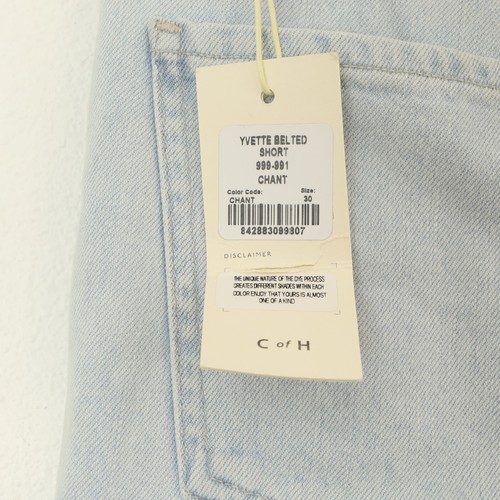 YVETTE BELTED
SHORT
999-991
CHANT
Color Code: Size:
CHANT 30
842883099807
DISCLAIMER
THE UNIQUE NATURE OF THE DYE PROCESS
CREATES DIFFERENT SHADES WITHIN EACH
COLOR ENJOY THAT YOURS IS ALMOST
ONE OF A KIND
C of H